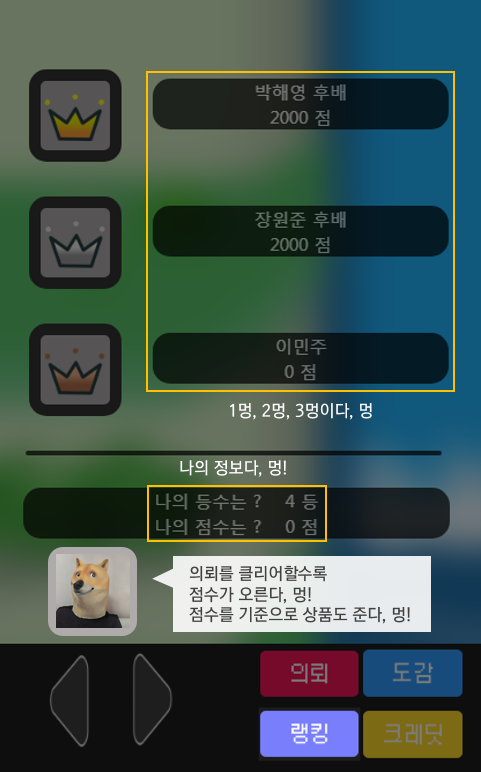 박해영 후배
2000 점
장원준 후배
2000 점
이민주
0 점
1멍, 2멍, 3멍이다, 멍
나의 정보다, 멍!
나의 등수는 ? 4 등
나의 점수는 ? 0 점
의뢰를 클리어할수록
점수가 오른다, 멍!
점수를 기준으로 상품도 준다, 멍!
의뢰 도감
랭킹 크레딧